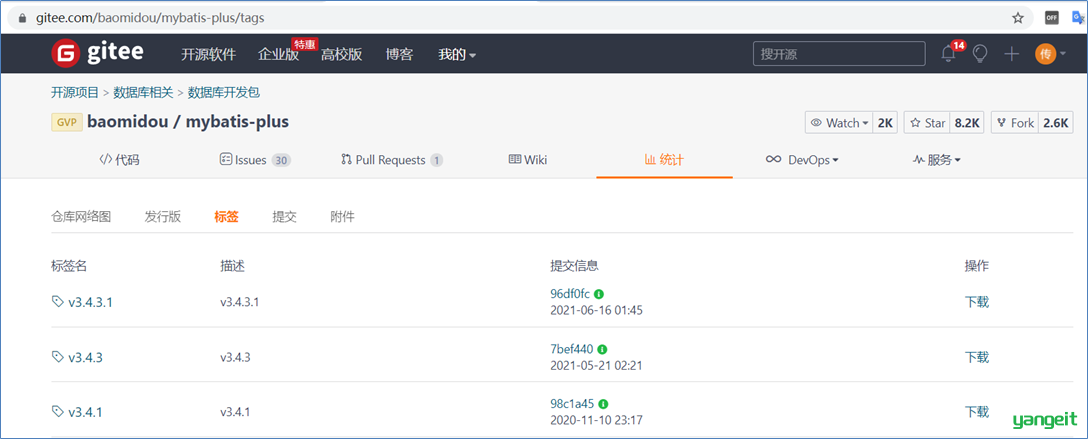 gitee.com/baomidou/mybatis-plus/tags
OFF
gitee 开源软件 企业版 特惠 高校版 博客 我的 搜开源 14 传
开源项目 > 数据库相关 > 数据库开发包
GVP baomidou / mybatis-plus Watch 2K Star 8.2K Fork 2.6K
代码 Issues 30 Pull Requests 1 Wiki 统计 DevOps 服务
仓库网络图 发行版 标签 提交 附件
标签名 描述 提交信息 操作
v3.4.3.1 v3.4.3.1 96df0fc 下载
2021-06-16 01:45
v3.4.3 v3.4.3 7bef440 下载
2021-05-21 02:21
v3.4.1 v3.4.1 98c1a45 下载
2020-11-10 23:17
yangeit